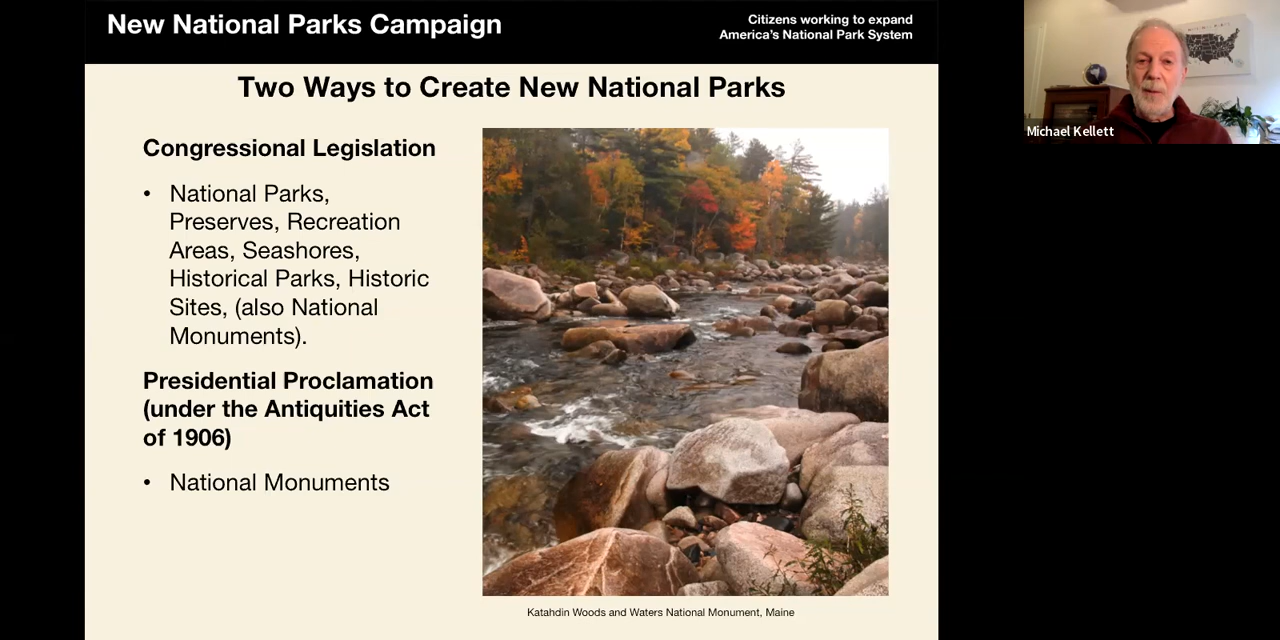 New National Parks Campaign
Citizens working to expand
America's National Park System
Two Ways to Create New National Parks
Congressional Legislation
• National Parks,
Preserves, Recreation
Areas, Seashores,
Historical Parks, Historic
Sites, (also National
Monuments).
Presidential Proclamation
(under the Antiquities Act
of 1906)
• National Monuments
Katahdin Woods and Waters National Monument, Maine
Michael Kellett